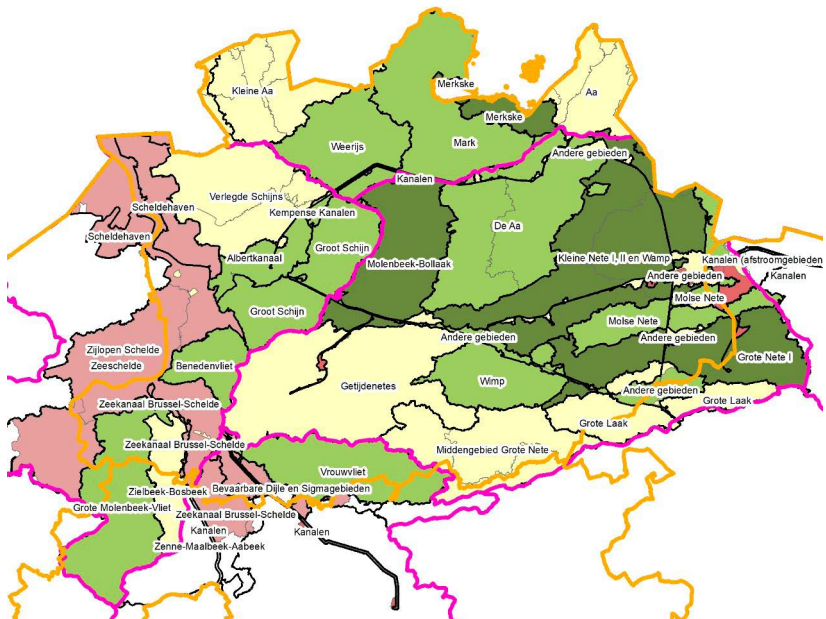 Kleine Aa
Merkske
Aa
Merkske
Weerijs
Mark
Andere gebieden
Kanalen
Verlegde Schijns
Scheldehaven
Kempense Kanalen
De Aa
Scheldehaven
Albertkanaal
Groot Schijn
Molenbeek-Bollaak
Kleine Nete I, II en Wamp
Kanalen (afstroomgebieden
Andere gebieden
Kanalen
Groot Schijn
Molse Nete
Molse Nete
Andere gebieden
Andere gebieden
Zijlopen Schelde
Zeeschelde
Grote Nete I
Benedenvliet
Getijdenetes
Wimp
Andere gebieden
Zeekanaal Brussel-Schelde
Grote Laak
Grote Laak
Zeekanaal Brussel-Schelde
Middengebied Grote Nete
Vrouwvliet
Zielbeek-Bosbeek
Bevaarbare Dijle en Sigmagebieden
Grote Molenbeek-Vliet
Zeekanaal Brussel-Schelde
Kanalen
Kanalen
Zenne-Maalbeek-Aabeek